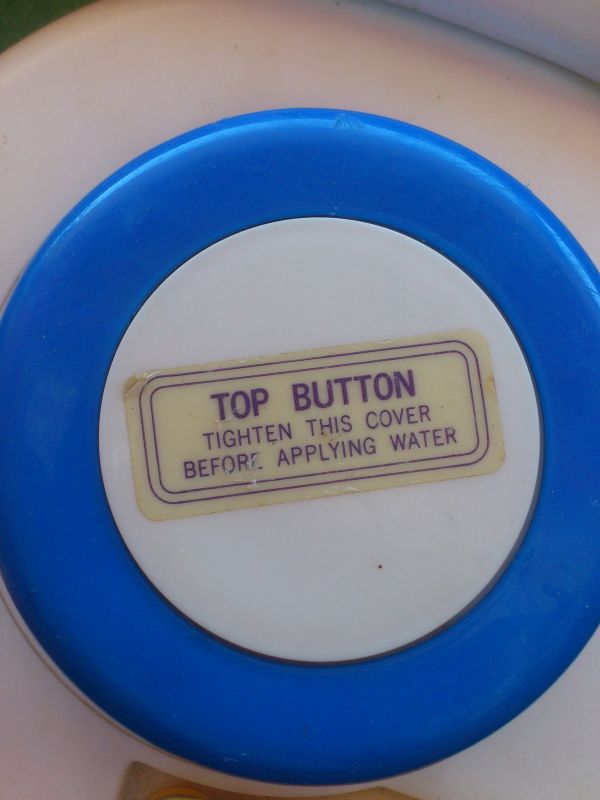 TOP BUTTON
TIGHTEN THIS COVER
BEFORE APPLYING WATER